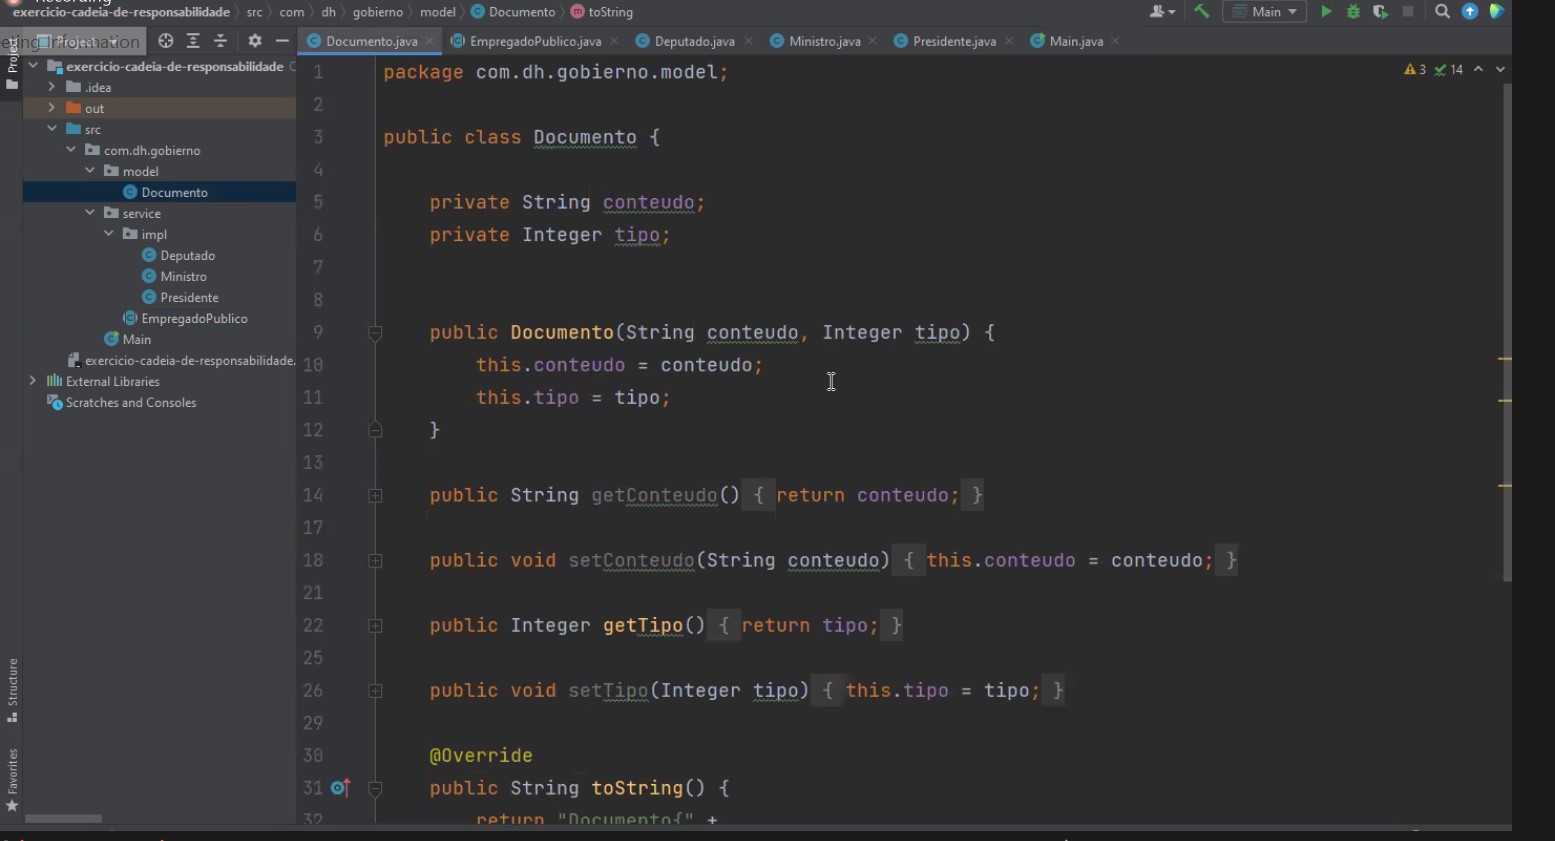 Recording
exercicio-cadeia-de-responsabilidade src com dh gobierno model Documento toString
Main
Project
Documento.java EmpregadoPublico.java Deputado.java Ministro.java Presidente.java Main.java
Project
exercicio-cadeia-de-responsabilidade
.idea
out
src
com.dh.gobierno
model
Documento
service
impl
Deputado
Ministro
Presidente
EmpregadoPublico
Main
exercicio-cadeia-de-responsabilidade.
External Libraries
Scratches and Consoles
Structure
Favorites
3 14
1 package com.dh.gobierno.model;
2
3 public class Documento {
4
5 private String conteudo;
6 private Integer tipo;
7
8
9 public Documento(String conteudo, Integer tipo) {
10 this.conteudo = conteudo;
11 this.tipo = tipo;
12 }
13
14 public String getConteudo() { return conteudo; }
17
18 public void setConteudo(String conteudo) { this.conteudo = conteudo; }
21
22 public Integer getTipo() { return tipo; }
25
26 public void setTipo(Integer tipo) { this.tipo = tipo; }
29
30 @Override
31 public String toString() {
32 return "Documento{" +